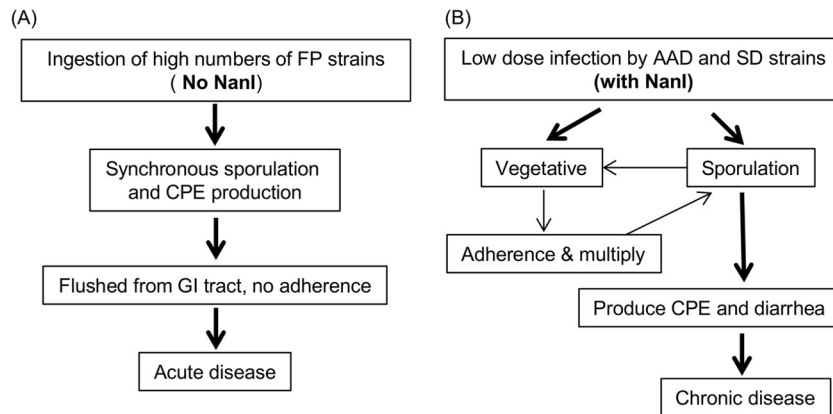 (A)
Ingestion of high numbers of FP strains
( No NanI)
Synchronous sporulation
and CPE production
Flushed from GI tract, no adherence
Acute disease
(B)
Low dose infection by AAD and SD strains
(with NanI)
Vegetative
Sporulation
Adherence & multiply
Produce CPE and diarrhea
Chronic disease